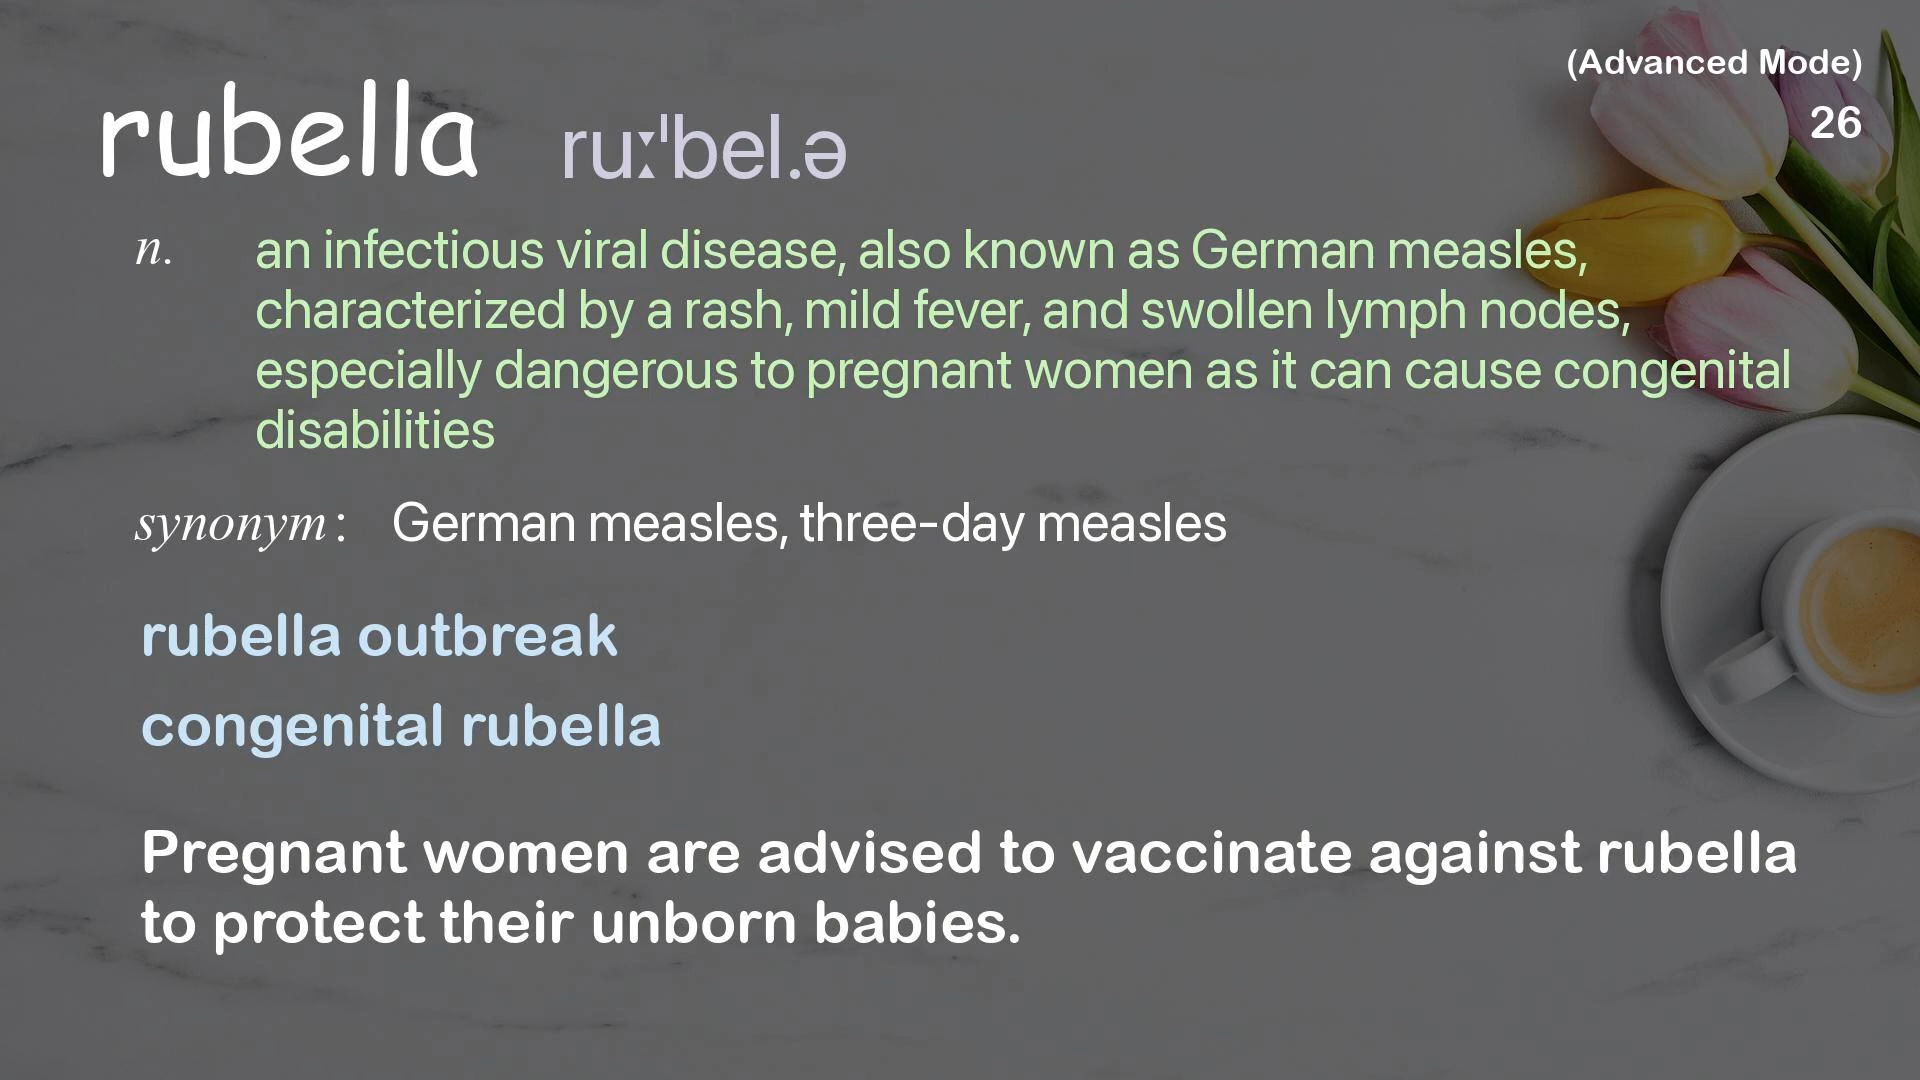 (Advanced Mode)
26
rubella ruːˈbel.ə
n. an infectious viral disease, also known as German measles,
characterized by a rash, mild fever, and swollen lymph nodes,
especially dangerous to pregnant women as it can cause congenital
disabilities
synonym: German measles, three-day measles
rubella outbreak
congenital rubella
Pregnant women are advised to vaccinate against rubella
to protect their unborn babies.